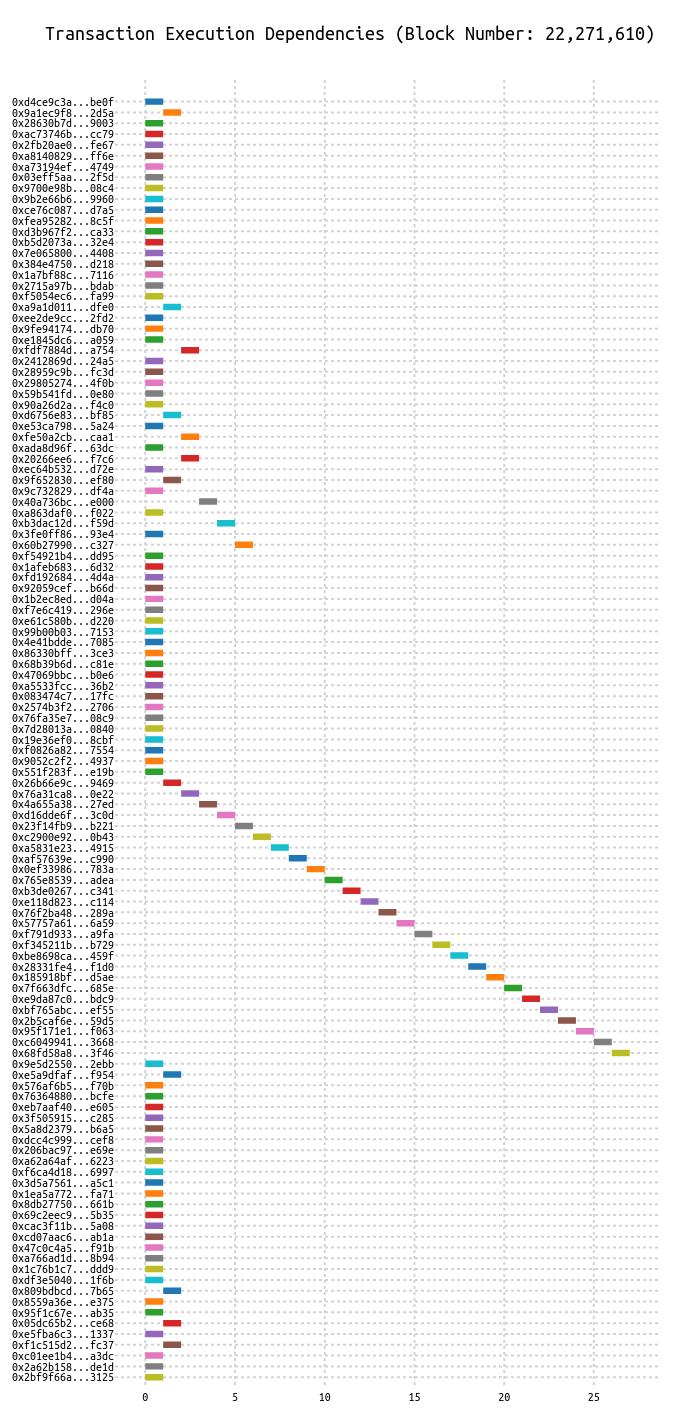 Transaction Execution Dependencies (Block Number: 22,271,610)
0xd4ce9c3a...be0f
0x9a1ec9f8...2d5a
0x28630b7d...9003
0xac73746b...cc79
0x2fb20ae0...fe67
0xa8140829...ff6e
0xa73194ef...4749
0x03eff5aa...2f5d
0x9700e98b...08c4
0x9b2e66b6...9960
0xce76c087...d7a5
0xfea95282...8c5f
0xd3b967f2...ca33
0xb5d2073a...32e4
0x7e065800...4408
0x384e4750...d218
0x1a7bf88c...7116
0x2715a97b...bdab
0xf5054ec6...fa99
0xa9a1d011...dfe0
0xee2de9cc...2fd2
0x9fe94174...db70
0xe1845dc6...a059
0xfdf7884d...a754
0x2412869d...24a5
0x28959c9b...fc3d
0x29805274...4f0b
0x59b541fd...0e80
0x90a26d2a...f4c0
0xd6756e83...bf85
0xe53ca798...5a24
0xfe50a2cb...caa1
0xada8d96f...63dc
0x20266ee6...f7c6
0xec64b532...d72e
0x9f652830...ef80
0x9c732829...df4a
0x40a736bc...e000
0xa863daf0...f022
0xb3dac12d...f59d
0x3fe0ff86...93e4
0x60b27990...c327
0xf54921b4...dd95
0x1afeb683...6d32
0xfd192684...4d4a
0x92059cef...b66d
0x1b2ec8ed...d04a
0xf7e6c419...296e
0xe61c580b...d220
0x99b00b03...7153
0x4e41bdde...7085
0x86330bff...3ce3
0x68b39b6d...c81e
0x47069bbc...b0e6
0xa5533fcc...36b2
0x083474c7...17fc
0x2574b3f2...2706
0x76fa35e7...08c9
0x7d28013a...0840
0x19e36ef0...8cbf
0xf0826a82...7554
0x9052c2f2...4937
0x551f283f...e19b
0x26b66e9c...9469
0x76a31ca8...0e22
0x4a655a38...27ed
0xd16dde6f...3c0d
0x23f14fb9...b221
0xc2900e92...0b43
0xa5831e23...4915
0xaf57639e...c990
0x0ef33986...783a
0x765e8539...adea
0xb3de0267...c341
0xe118d823...c114
0x76f2ba48...289a
0x57757a61...6a59
0xf791d933...a9fa
0xf345211b...b729
0xbe8698ca...459f
0x28331fe4...f1d0
0x185918bf...d5ae
0x7f663dfc...685e
0xe9da87c0...bdc9
0xbf765abc...ef55
0x2b5caf6e...59d5
0x95f171e1...f063
0xc6049941...3668
0x68fd58a8...3f46
0x9e5d2550...2ebb
0xe5a9dfaf...f954
0x576af6b5...f70b
0x76364880...bcfe
0xeb7aaf40...e605
0x3f505915...c285
0x5a8d2379...b6a5
0xdcc4c999...cef8
0x206bac97...e69e
0xa62a64af...6223
0xf6ca4d18...6997
0x3d5a7561...a5c1
0x1ea5a772...fa71
0x8db27750...661b
0x69c2eec9...5b35
0xcac3f11b...5a08
0xcd07aac6...ab1a
0x47c0c4a5...f91b
0xa766ad1d...8b94
0x1c76b1c7...ddd9
0xdf3e5040...1f6b
0x809bdbcd...7b65
0x8559a36e...e375
0x95f1c67e...ab35
0x05dc65b2...ce68
0xe5fba6c3...1337
0xf1c515d2...fc37
0xc01ee1b4...a3dc
0x2a62b158...de1d
0x2bf9f66a...3125
0 5 10 15 20 25